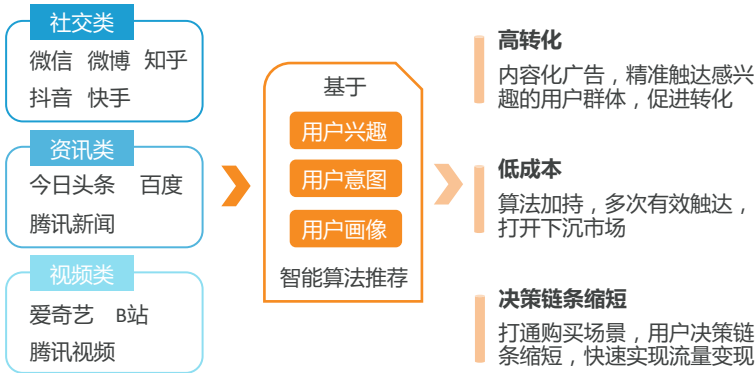 社交类
微信 微博 知乎
抖音 快手
资讯类
今日头条 百度
腾讯新闻
视频类
爱奇艺 B站
腾讯视频
基于
用户兴趣
用户意图
用户画像
智能算法推荐
高转化
内容化广告，精准触达感兴
趣的用户群体，促进转化
低成本
算法加持，多次有效触达，
打开下沉市场
决策链条缩短
打通购买场景，用户决策链
条缩短，快速实现流量变现